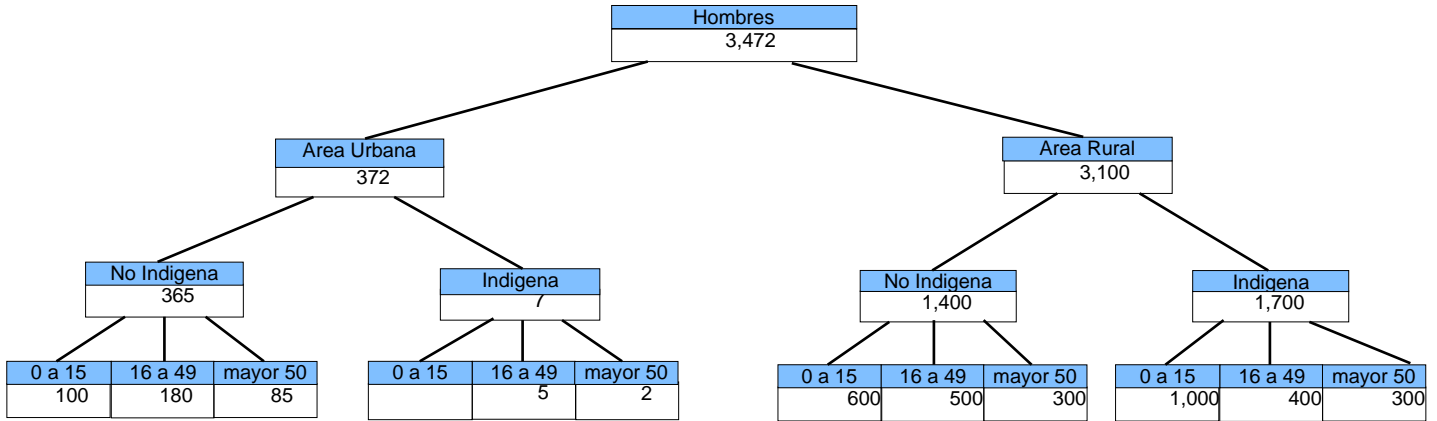 Hombres
3,472
Area Urbana
372
Area Rural
3,100
No Indigena
365
Indigena
7
No Indigena
1,400
Indigena
1,700
0 a 15 16 a 49 mayor 50
100 180 85
0 a 15 16 a 49 mayor 50
5 2
0 a 15 16 a 49 mayor 50
600 500 300
0 a 15 16 a 49 mayor 50
1,000 400 300